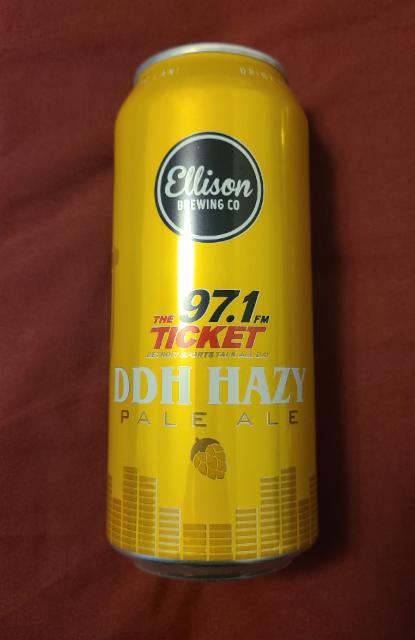 Ellison
BREWING CO
THE 97.1 FM
TICKET
DETROIT SPORTS TALK ALL DAY
DDH HAZY
PALE ALE